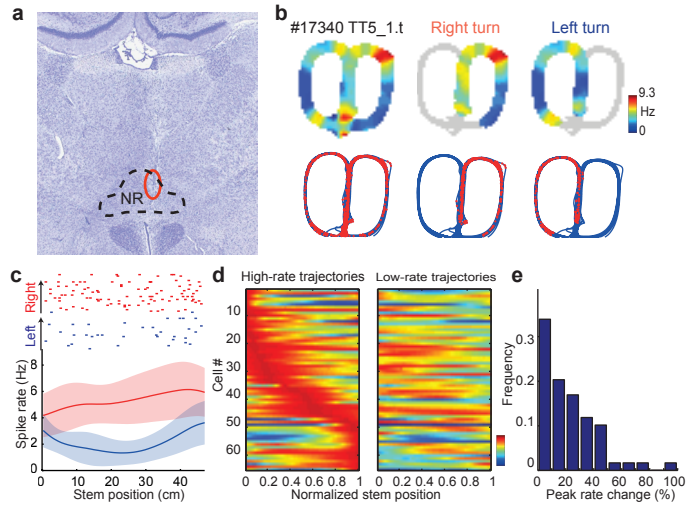 a
NR
b
#17340 TT5_1.t
Right turn
Left turn
9.3
Hz
0
c
Right
Left
Spike rate (Hz)
8
6
4
2
0
0 10 20 30 40
Stem position (cm)
d
High-rate trajectories
Low-rate trajectories
Cell #
10
20
30
40
50
60
0 0.2 0.4 0.6 0.8 1
0 0.2 0.4 0.6 0.8 1
Normalized stem position
e
Frequency
0.3
0.2
0.1
0
0 20 40 60 80 100
Peak rate change (%)